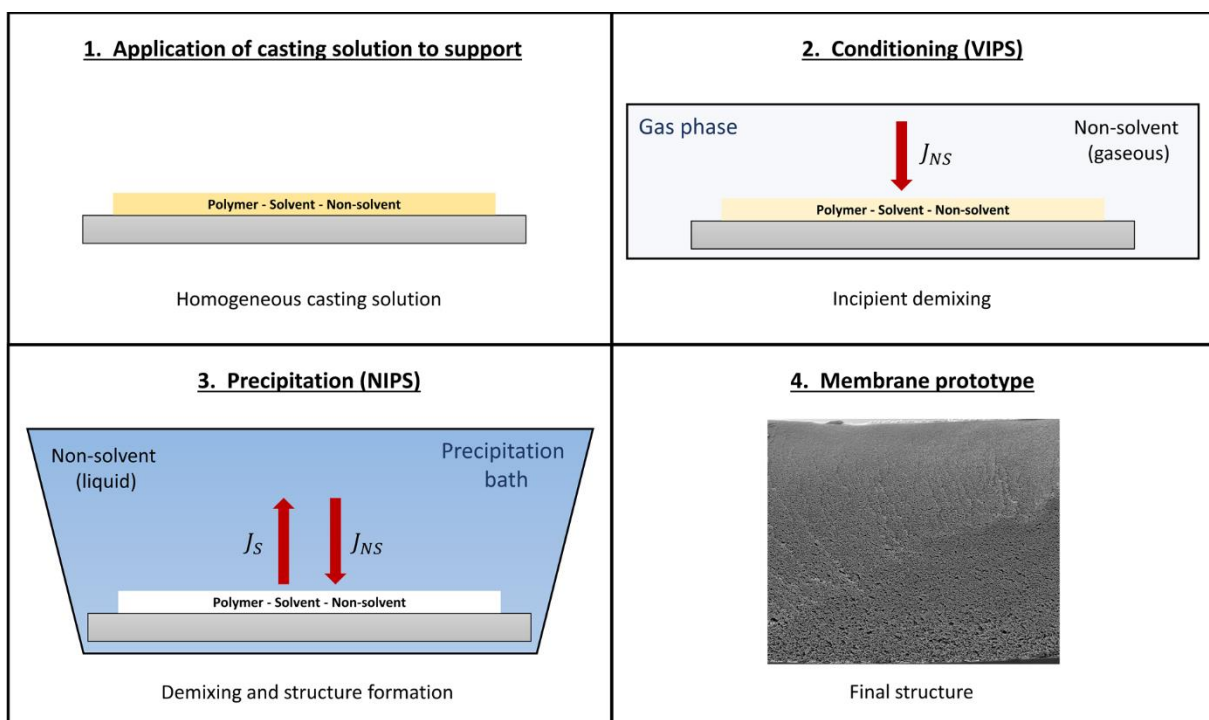 1. Application of casting solution to support
Polymer - Solvent - Non-solvent
Homogeneous casting solution
2. Conditioning (VIPS)
Gas phase
Non-solvent
(gaseous)
J_NS
Polymer - Solvent - Non-solvent
Incipient demixing
3. Precipitation (NIPS)
Non-solvent
(liquid)
Precipitation
bath
J_S
J_NS
Polymer - Solvent - Non-solvent
Demixing and structure formation
4. Membrane prototype
Final structure